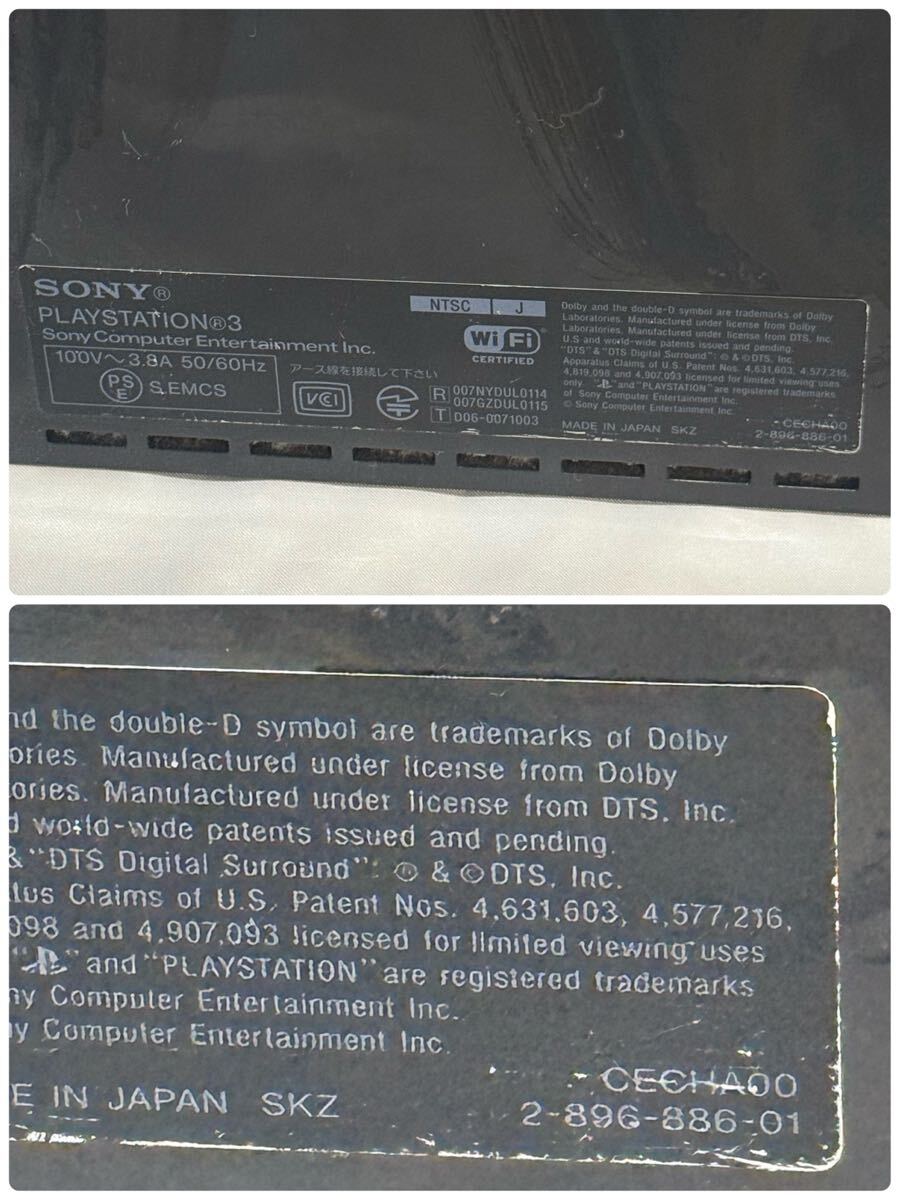 SONY®
PLAYSTATION®3
Sony Computer Entertainment Inc.
100V～3.8A 50/60Hz
PS E S.EMCS
アース線を接続して下さい
VCCI
NTSC J
Wi Fi
CERTIFIED
R 007NYDUL0114
007GZDUL0115
T D06-0071003
Dolby and the double-D symbol are trademarks of Dolby
Laboratories. Manufactured under license from Dolby
Laboratories. Manufactured under license from DTS, Inc.
U.S and world-wide patents issued and pending.
"DTS" & "DTS Digital Surround": ® & ©DTS, Inc.
Apparatus Claims of U.S. Patent Nos. 4,631,603, 4,577,216,
4,819,098 and 4,907,093 licensed for limited viewing uses
only. " " and "PLAYSTATION" are registered trademarks
of Sony Computer Entertainment Inc.
© Sony Computer Entertainment Inc.
MADE IN JAPAN SKZ
CECHA00
2-896-886-01
nd the double-D symbol are trademarks of Dolby
ories. Manufactured under license from Dolby
ories. Manufactured under license from DTS, Inc.
d world-wide patents issued and pending.
& "DTS Digital Surround": ® & ©DTS, Inc.
tus Claims of U.S. Patent Nos. 4,631,603, 4,577,216,
098 and 4,907,093 licensed for limited viewing uses
" " and "PLAYSTATION" are registered trademarks
ny Computer Entertainment Inc.
ny Computer Entertainment Inc.
E IN JAPAN SKZ
CECHA00
2-896-886-01